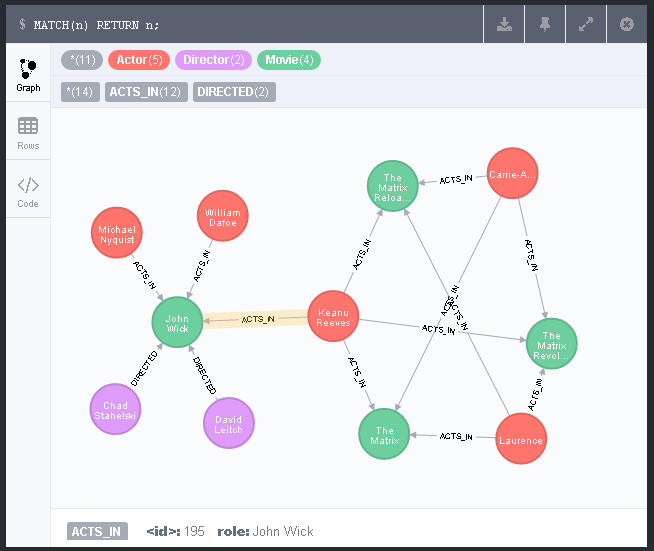 $ MATCH(n) RETURN n;
*(11) Actor(5) Director(2) Movie(4)
*(14) ACTS_IN(12) DIRECTED(2)
Graph
Rows
Code
The
Matrix
Reloa...
ACTS_IN
Carrie-A...
William
Dafoe
Michael
Nyquist
ACTS_IN
ACTS_IN
ACTS_IN
ACTS_IN
John
Wick
ACTS_IN
Keanu
Reeves
ACTS_IN
ACTS_IN
ACTS_IN
The
Matrix
Revol...
DIRECTED
DIRECTED
ACTS_IN
ACTS_IN
Chad
Stahelski
David
Leitch
The
Matrix
ACTS_IN
Laurence
ACTS_IN <id>: 195 role: John Wick